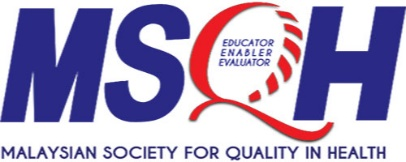 MSQH
EDUCATOR
ENABLER
EVALUATOR
MALAYSIAN SOCIETY FOR QUALITY IN HEALTH